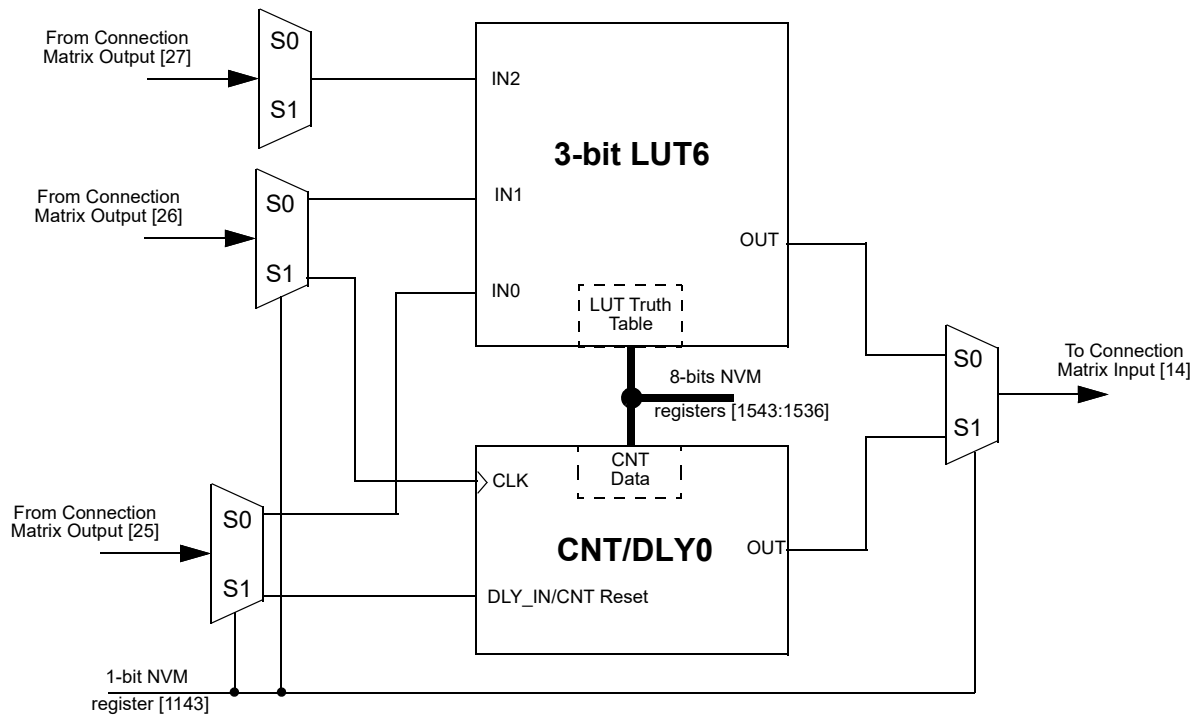 From Connection
Matrix Output [27]
S0
S1
IN2
3-bit LUT6
From Connection
Matrix Output [26]
S0
S1
IN1
OUT
IN0
LUT Truth
Table
S0
S1
To Connection
Matrix Input [14]
8-bits NVM
registers [1543:1536]
CNT
Data
CLK
From Connection
Matrix Output [25]
S0
S1
CNT/DLY0
OUT
DLY_IN/CNT Reset
1-bit NVM
register [1143]